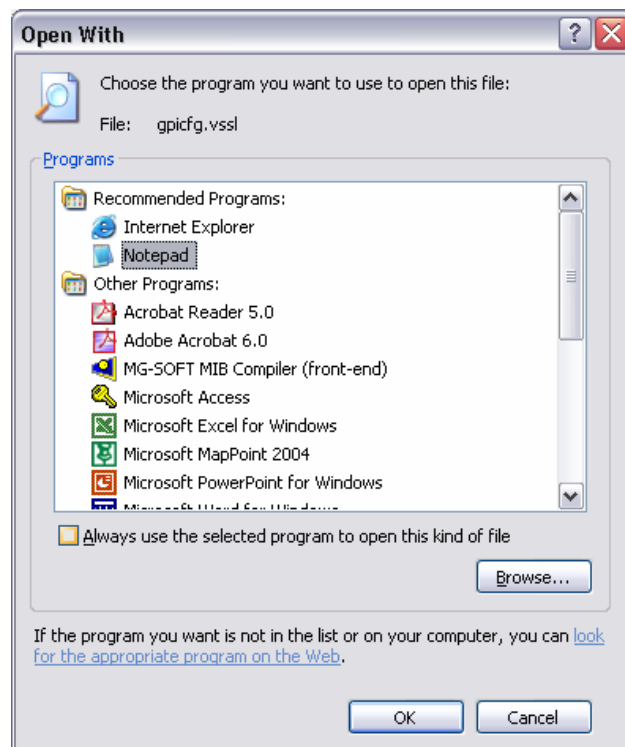 Open With
Choose the program you want to use to open this file:
File: gpicfg.vssl
Programs
Recommended Programs:
Internet Explorer
Notepad
Other Programs:
Acrobat Reader 5.0
Adobe Acrobat 6.0
MG-SOFT MIB Compiler (front-end)
Microsoft Access
Microsoft Excel for Windows
Microsoft MapPoint 2004
Microsoft PowerPoint for Windows
Microsoft Word for Windows
Always use the selected program to open this kind of file
Browse...
If the program you want is not in the list or on your computer, you can look
for the appropriate program on the Web.
OK Cancel